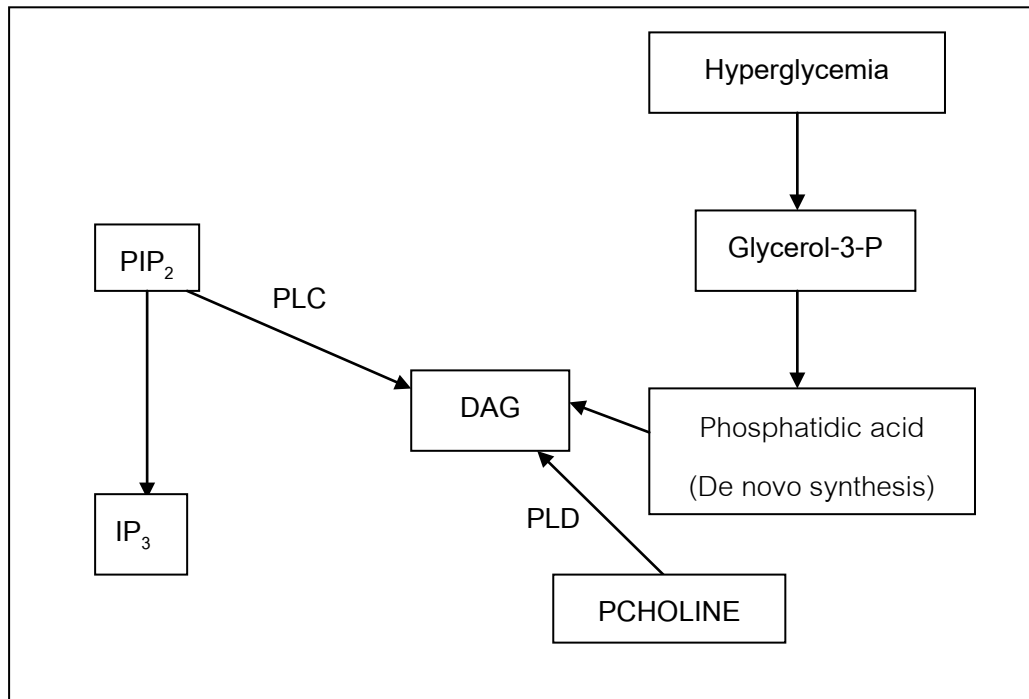 Hyperglycemia
Glycerol-3-P
PIP₂
PLC
DAG
Phosphatidic acid
(De novo synthesis)
IP₃
PLD
PCHOLINE